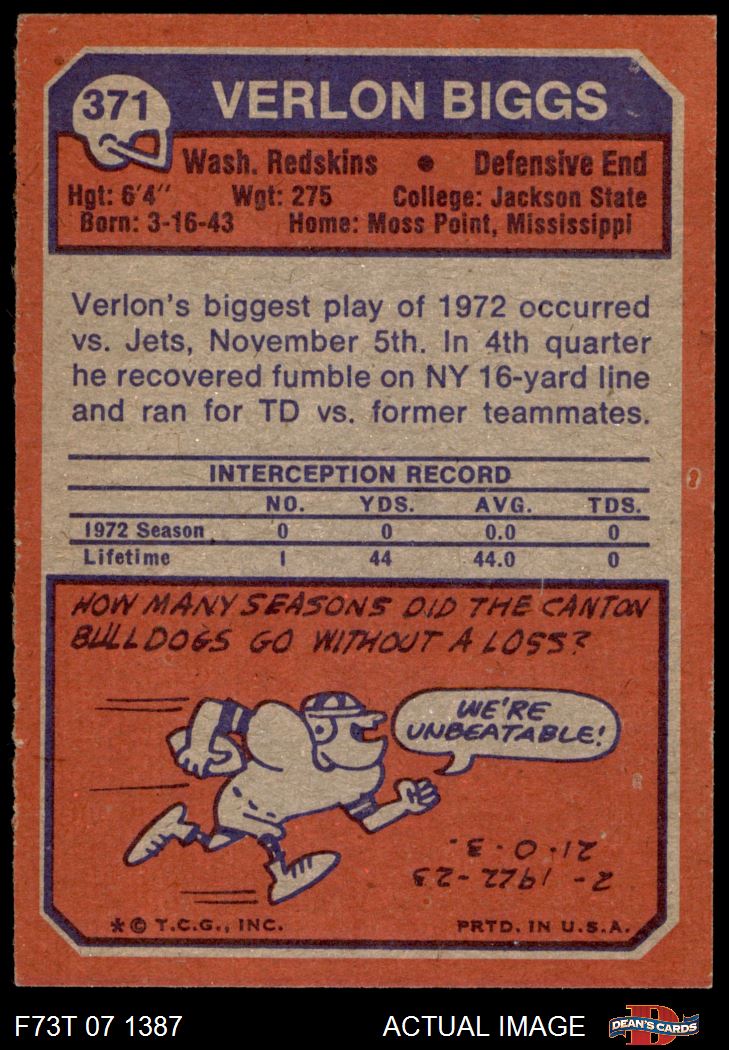 371
VERLON BIGGS
Wash. Redskins • Defensive End
Hgt: 6'4" Wgt: 275 College: Jackson State
Born: 3-16-43 Home: Moss Point, Mississippi
Verlon's biggest play of 1972 occurred
vs. Jets, November 5th. In 4th quarter
he recovered fumble on NY 16-yard line
and ran for TD vs. former teammates.
INTERCEPTION RECORD
NO. YDS. AVG. TDS.
1972 Season 0 0 0.0 0
Lifetime 1 44 44.0 0
HOW MANY SEASONS DID THE CANTON
BULLDOGS GO WITHOUT A LOSS?
WE'RE
UNBEATABLE!
2- 1922-23
21-0-3.
*© T.C.G., INC. PRTD. IN U.S.A.
F73T 07 1387 ACTUAL IMAGE
D
DEAN'S CARDS